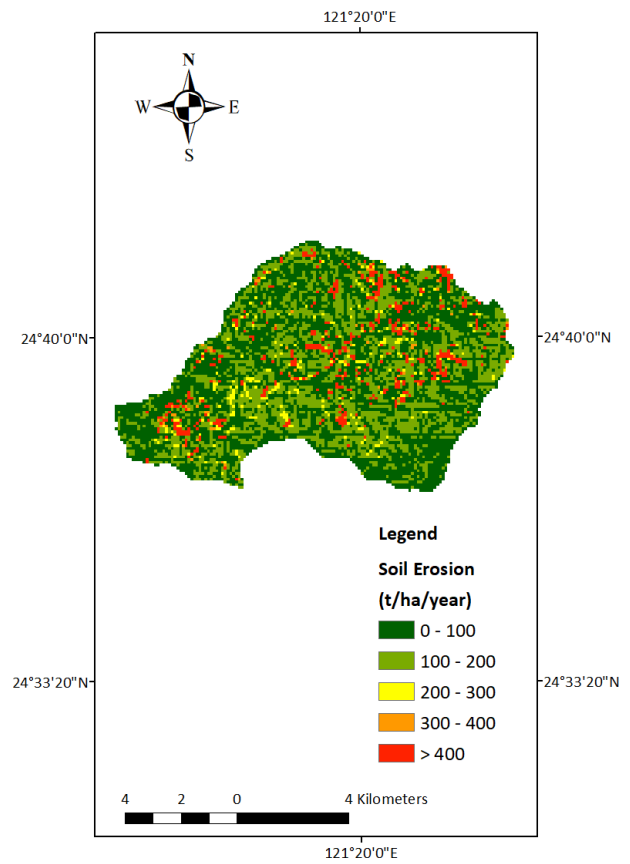 121°20'0"E
N
W E
S
24°40'0"N 24°40'0"N
Legend
Soil Erosion
(t/ha/year)
0 - 100
100 - 200
200 - 300
300 - 400
> 400
24°33'20"N 24°33'20"N
4 2 0 4 Kilometers
121°20'0"E